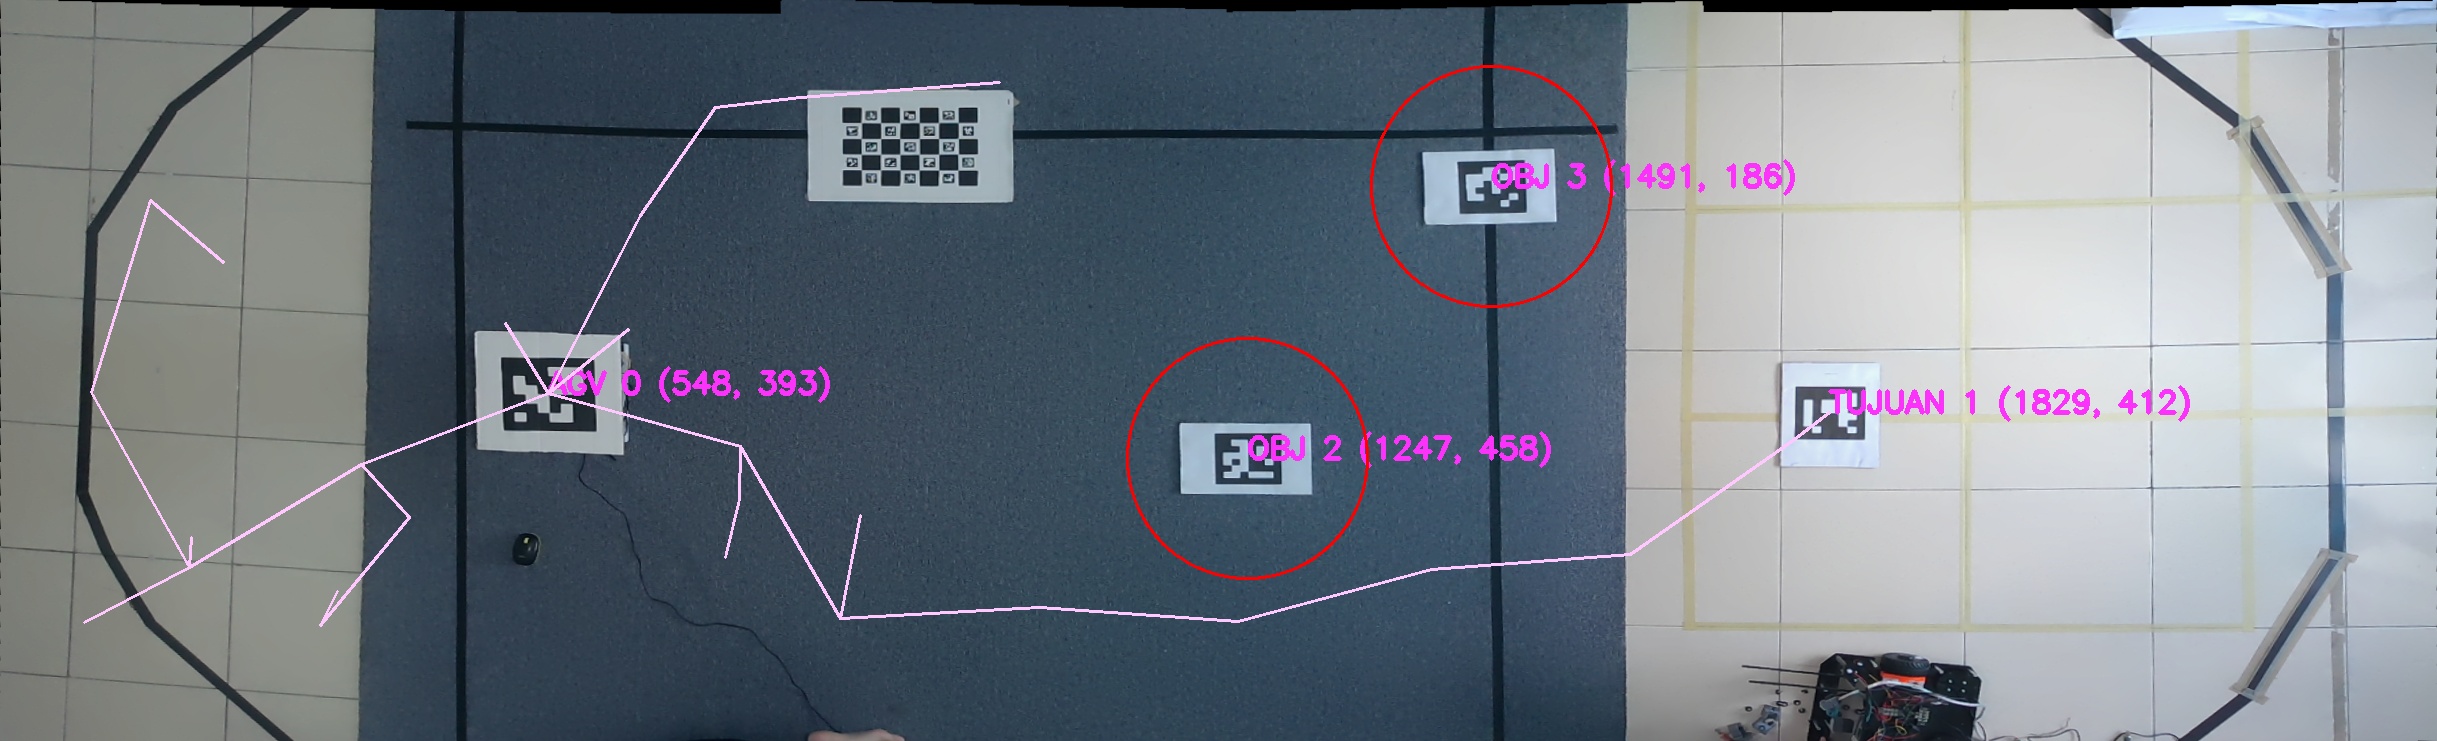 OBJ 3 (1491, 186)
AGV 0 (548, 393)
TUJUAN 1 (1829, 412)
OBJ 2 (1247, 458)